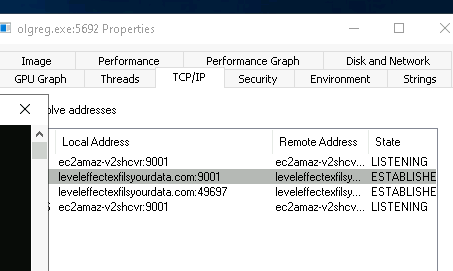 olgreg.exe:5692 Properties
Image Performance Performance Graph Disk and Network
GPU Graph Threads TCP/IP Security Environment Strings
olve addresses
Local Address Remote Address State
ec2amaz-v2shcvr:9001 ec2amaz-v2shcv... LISTENING
leveleffectexfilsyourdata.com:9001 leveleffectexfilsy... ESTABLISHE
leveleffectexfilsyourdata.com:49697 leveleffectexfilsy... ESTABLISHE
ec2amaz-v2shcvr:9001 ec2amaz-v2shcv... LISTENING